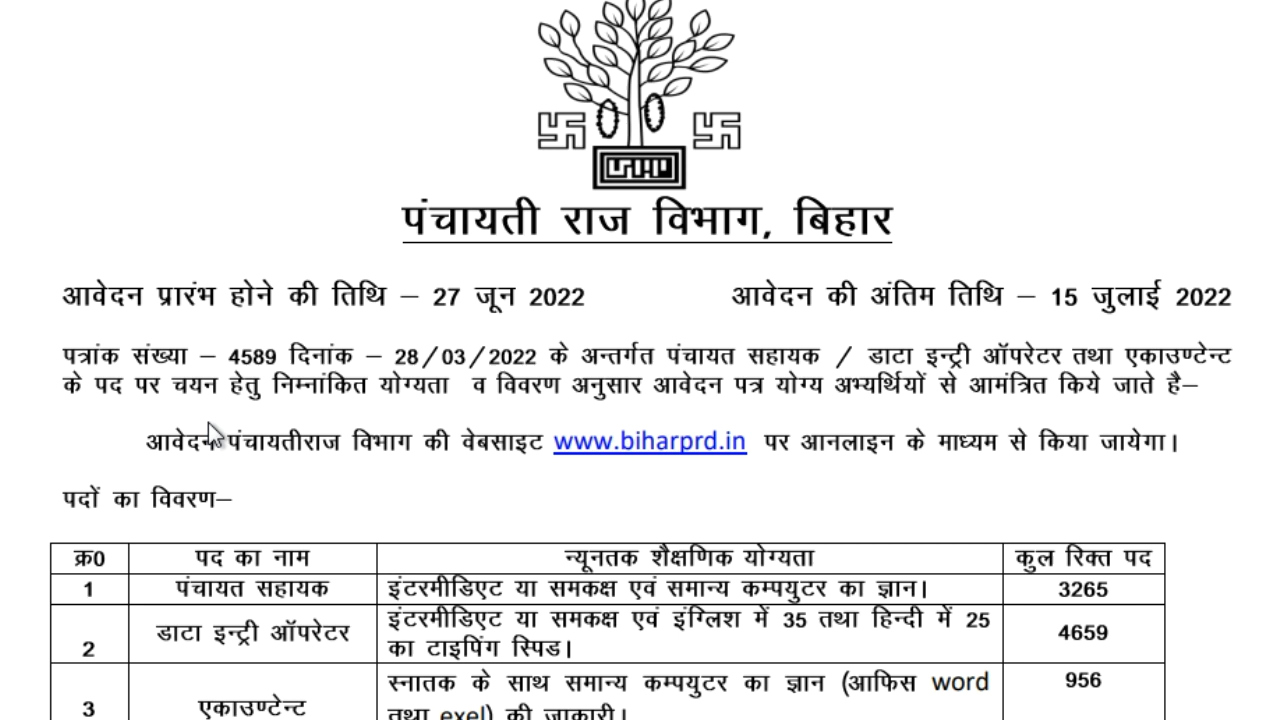 पंचायती राज विभाग, बिहार
आवेदन प्रारंभ होने की तिथि – 27 जून 2022 आवेदन की अंतिम तिथि – 15 जुलाई 2022
पत्रांक संख्या – 4589 दिनांक – 28/03/2022 के अन्तर्गत पंचायत सहायक / डाटा इन्ट्री ऑपरेटर तथा एकाउण्टेन्ट
के पद पर चयन हेतु निम्नांकित योग्यता व विवरण अनुसार आवेदन पत्र योग्य अभ्यर्थियों से आमंत्रित किये जाते है–
आवेदन पंचायतीराज विभाग की वेबसाइट www.biharprd.in पर आनलाइन के माध्यम से किया जायेगा।
पदों का विवरण–
क्र0 पद का नाम न्यूनतक शैक्षणिक योग्यता कुल रिक्त पद
1 पंचायत सहायक इंटरमीडिएट या समकक्ष एवं समान्य कम्पयुटर का ज्ञान। 3265
2 डाटा इन्ट्री ऑपरेटर इंटरमीडिएट या समकक्ष एवं इंग्लिश में 35 तथा हिन्दी में 25
का टाइपिंग स्पिड। 4659
3 एकाउण्टेन्ट स्नातक के साथ समान्य कम्पयुटर का ज्ञान (आफिस word 956
तथा exel) की जाकारी।